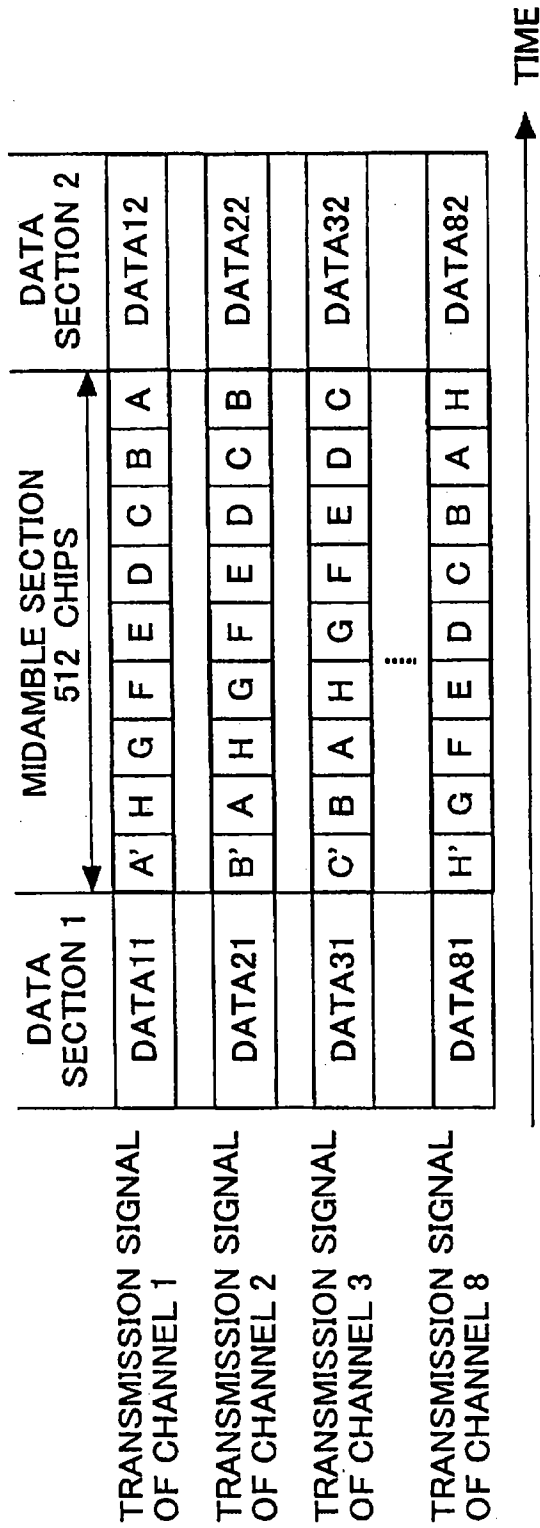 DATA
SECTION 1
MIDAMBLE SECTION
512 CHIPS
DATA
SECTION 2
TRANSMISSION SIGNAL
OF CHANNEL 1
DATA11 A' H G F E D C B A DATA12
TRANSMISSION SIGNAL
OF CHANNEL 2
DATA21 B' A H G F E D C B DATA22
TRANSMISSION SIGNAL
OF CHANNEL 3
DATA31 C' B A H G F E D C DATA32
......
TRANSMISSION SIGNAL
OF CHANNEL 8
DATA81 H' G F E D C B A H DATA82
TIME